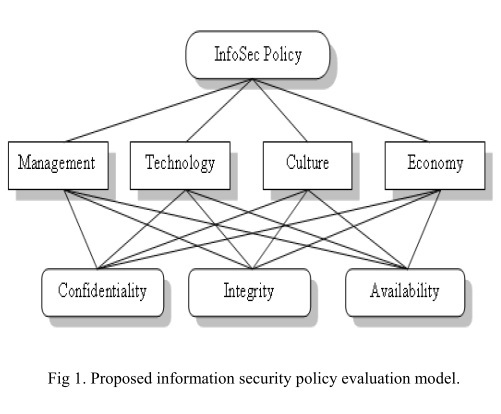 InfoSec Policy
Management Technology Culture Economy
Confidentiality Integrity Availability
Fig 1. Proposed information security policy evaluation model.